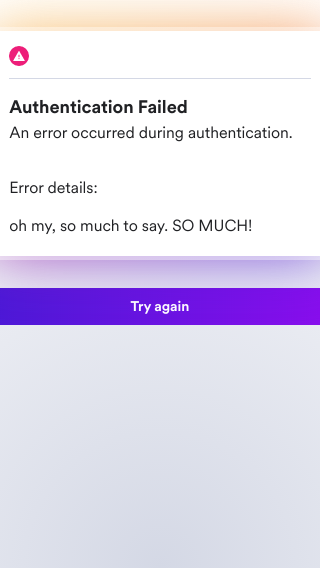 Authentication Failed
An error occurred during authentication.
Error details:
oh my, so much to say. SO MUCH!
Try again